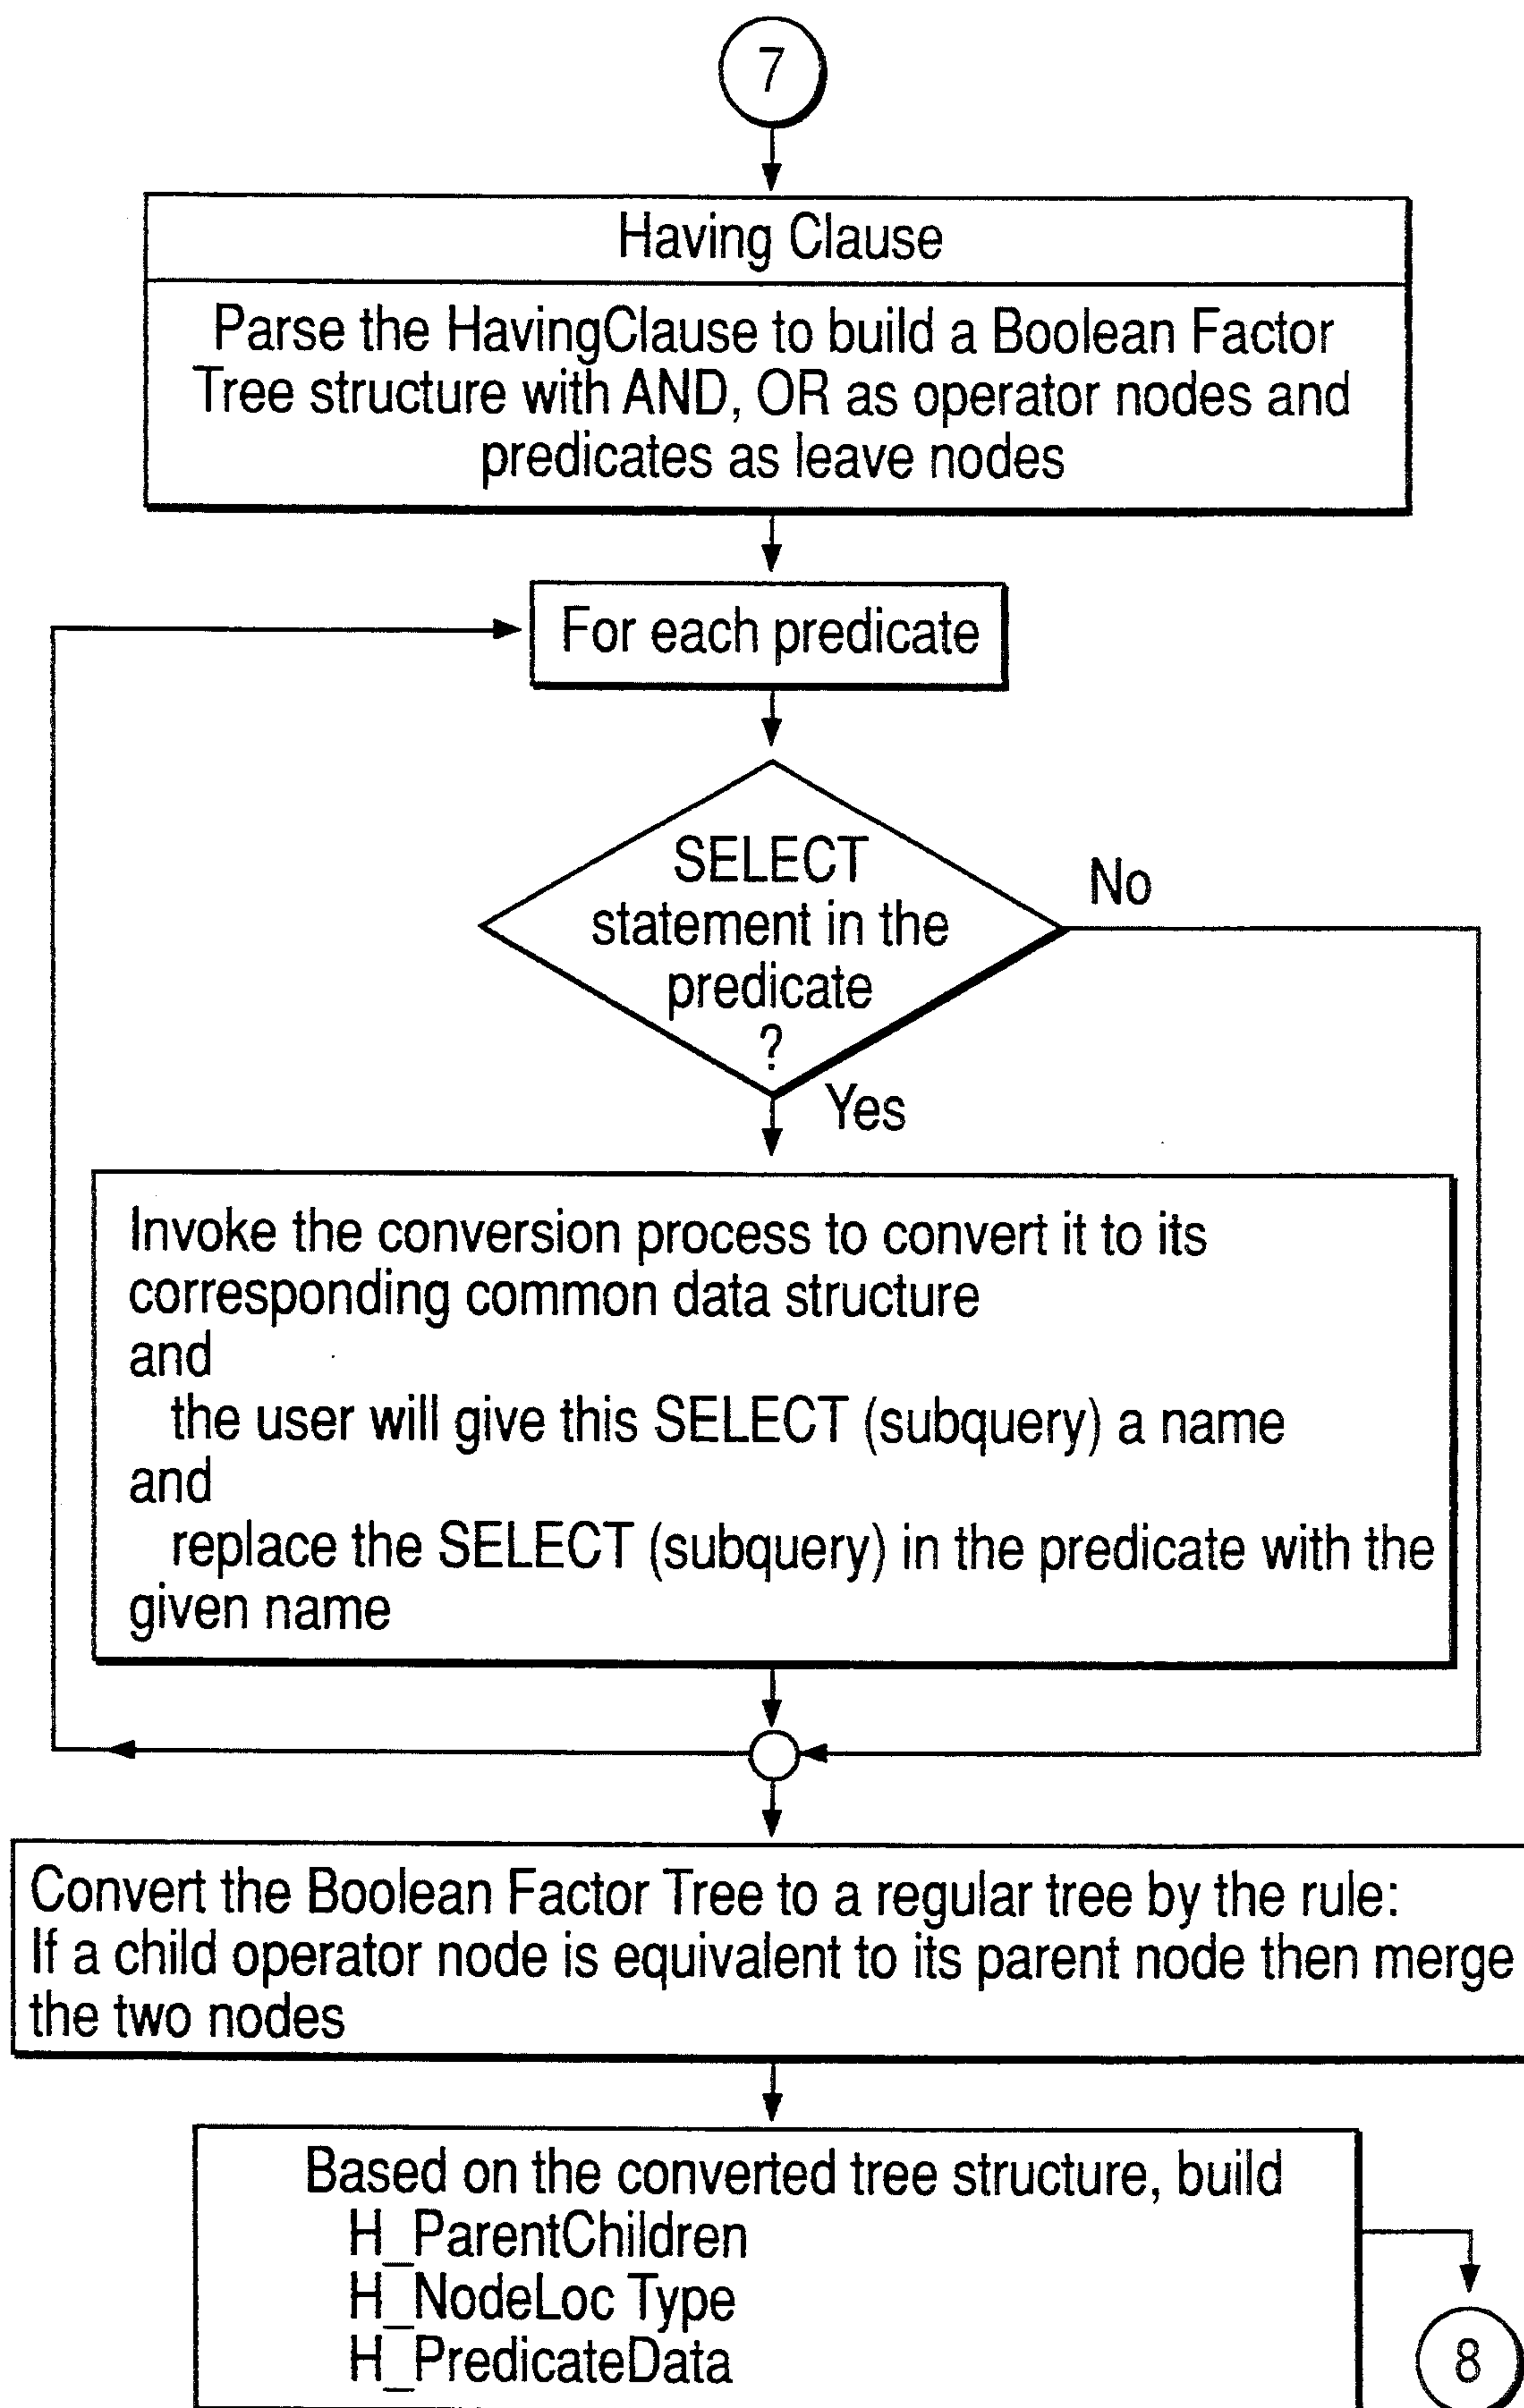 7
Having Clause
Parse the HavingClause to build a Boolean Factor
Tree structure with AND, OR as operator nodes and
predicates as leave nodes
For each predicate
SELECT
statement in the
predicate
?
No
Yes
Invoke the conversion process to convert it to its
corresponding common data structure
and
the user will give this SELECT (subquery) a name
and
replace the SELECT (subquery) in the predicate with the
given name
Convert the Boolean Factor Tree to a regular tree by the rule:
If a child operator node is equivalent to its parent node then merge
the two nodes
Based on the converted tree structure, build
H_ParentChildren
H_NodeLoc Type
H_PredicateData
8